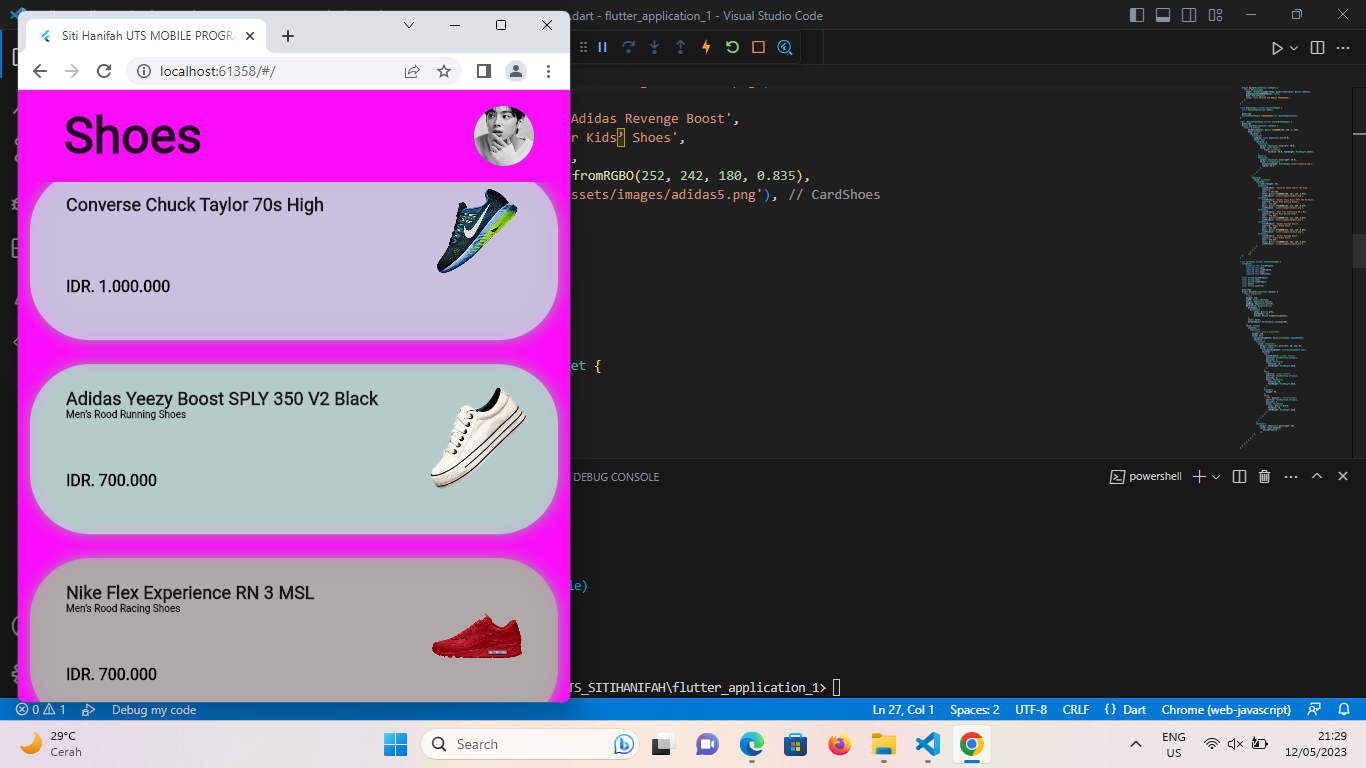 .dart - flutter_application_1 - Visual Studio Code
Siti Hanifah UTS MOBILE PROGRA
localhost:61358/#/
Shoes
Converse Chuck Taylor 70s High
IDR. 1.000.000
Adidas Yeezy Boost SPLY 350 V2 Black
Men's Rood Running Shoes
IDR. 700.000
Nike Flex Experience RN 3 MSL
Men's Rood Racing Shoes
IDR. 700.000
Adidas Revenge Boost',
r Kids’ Shoes',
,
fromRGBO(252, 242, 180, 0.835),
ssets/images/adidas5.png'), // CardShoes
et {
DEBUG CONSOLE
powershell
le)
TS_SITIHANIFAH\flutter_application_1>
0 1 Debug my code
Ln 27, Col 1 Spaces: 2 UTF-8 CRLF {} Dart Chrome (web-javascript)
29°C
Cerah
Search
ENG
US
21:29
12/05/2023